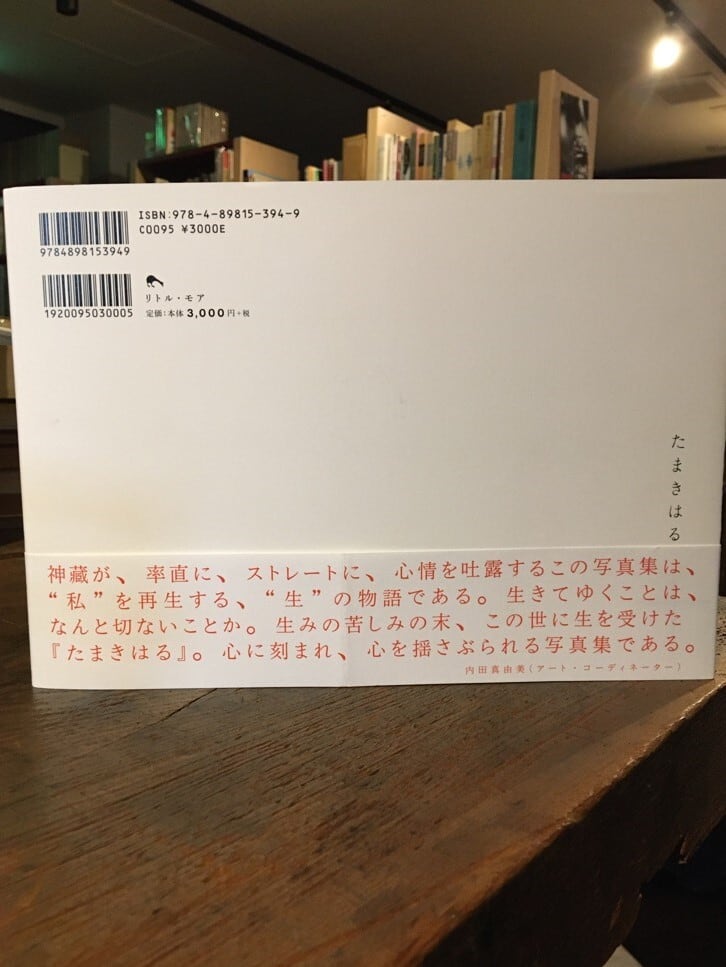 ISBN:978-4-89815-394-9
C0095 ¥3000E
9784898153949
リトル・モア
1920095030005
定価:本体3,000円+税
たまきはる
神藏が、率直に、ストレートに、心情を吐露するこの写真集は、
“私”を再生する、“生”の物語である。生きてゆくことは、
なんと切ないことか。生みの苦しみの末、この世に生を受けた
『たまきはる』。心に刻まれ、心を揺さぶられる写真集である。
内田真由美(アート・コーディネーター)